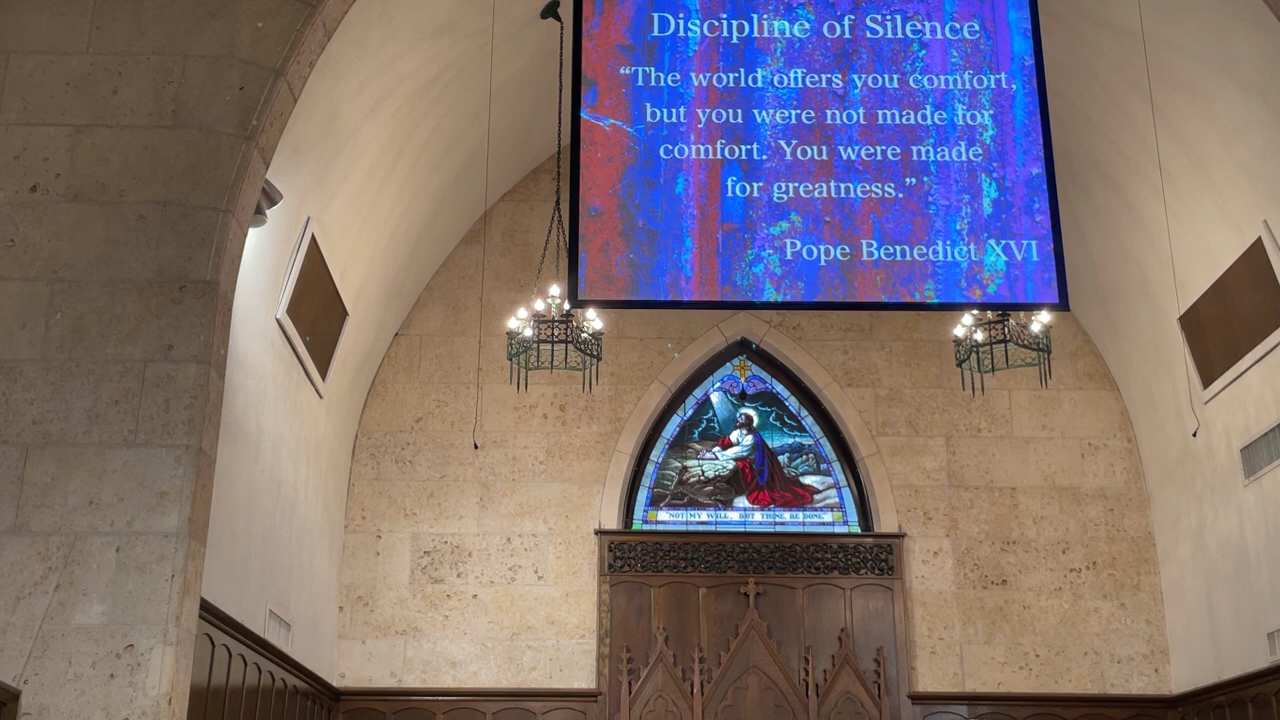 Discipline of Silence
“The world offers you comfort,
but you were not made for
comfort. You were made
for greatness.”
- Pope Benedict XVI
"NOT MY WILL, BUT THINE, BE DONE."